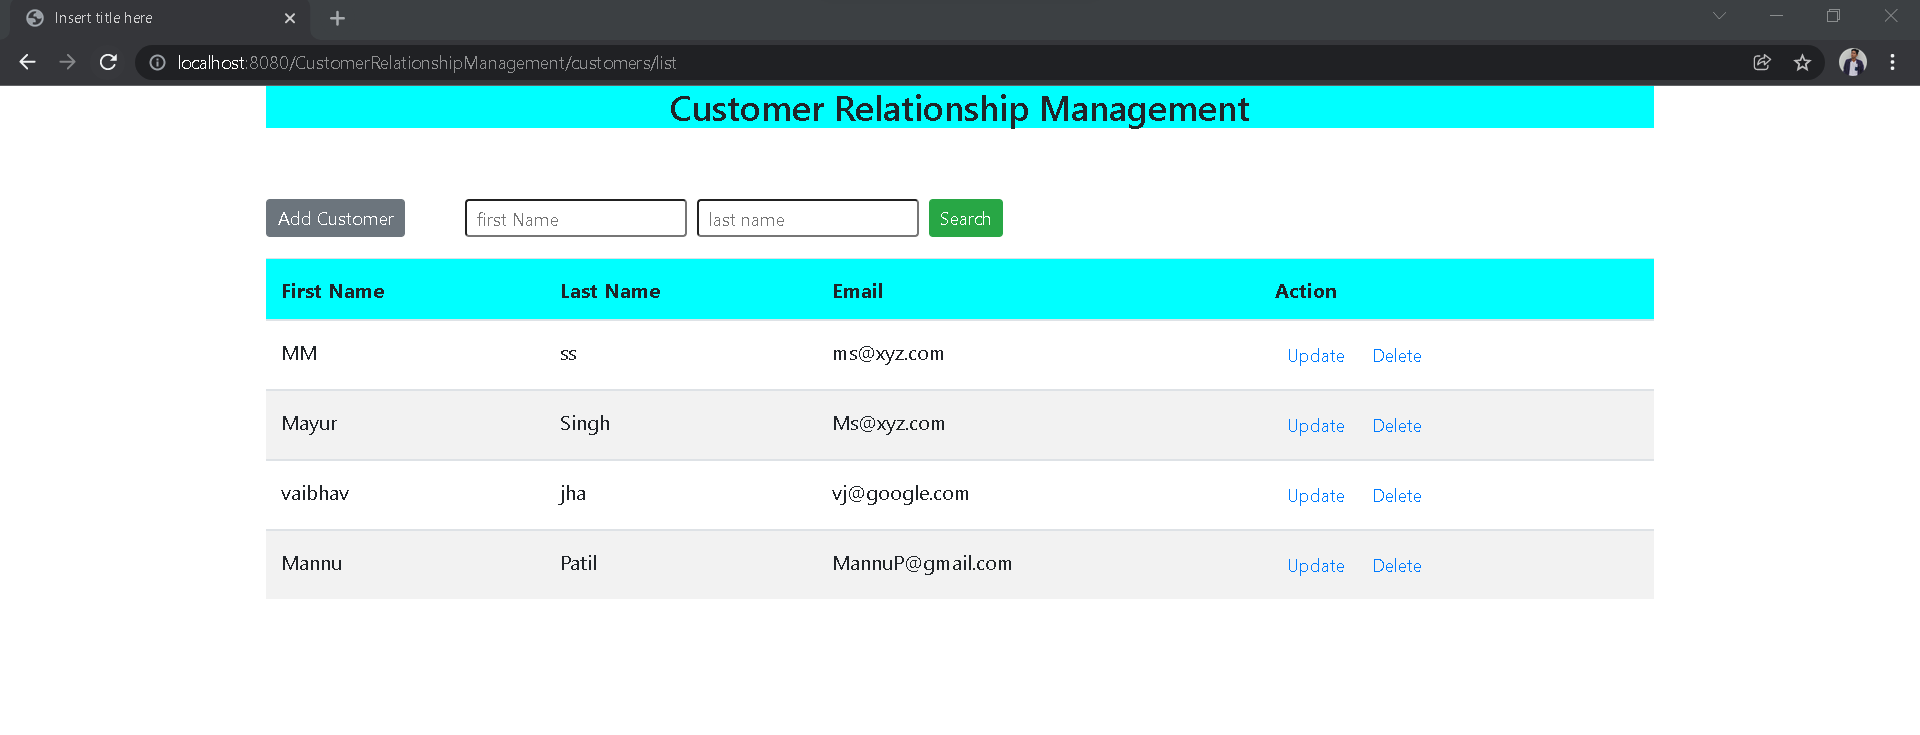 Insert title here
localhost:8080/CustomerRelationshipManagement/customers/list
Customer Relationship Management
Add Customer first Name last name Search
First Name Last Name Email Action
MM ss ms@xyz.com Update Delete
Mayur Singh Ms@xyz.com Update Delete
vaibhav jha vj@google.com Update Delete
Mannu Patil MannuP@gmail.com Update Delete